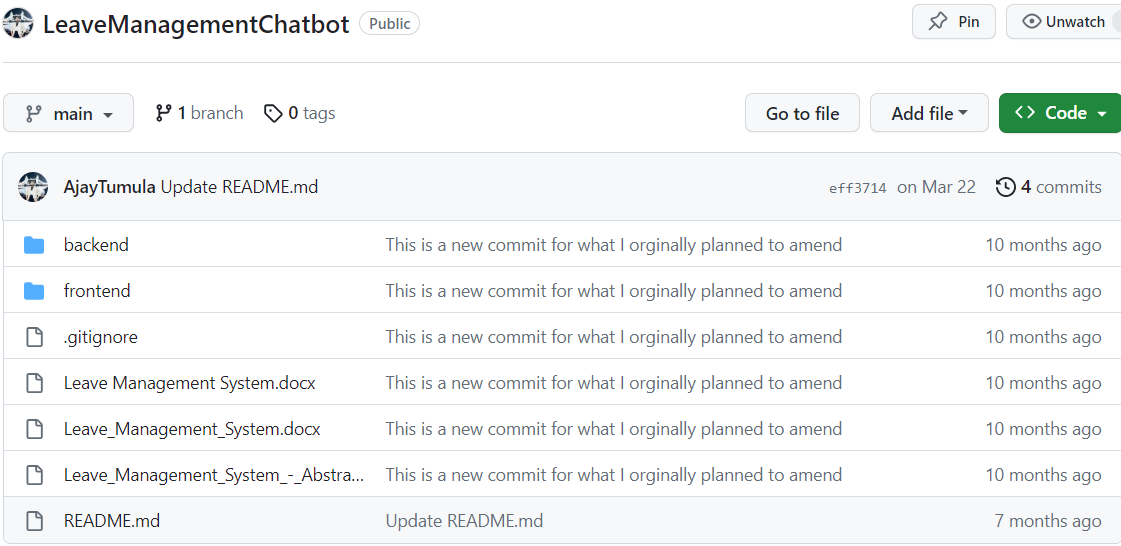 LeaveManagementChatbot Public Pin Unwatch
main 1 branch 0 tags Go to file Add file Code
AjayTumula Update README.md eff3714 on Mar 22 4 commits
backend This is a new commit for what I orginally planned to amend 10 months ago
frontend This is a new commit for what I orginally planned to amend 10 months ago
.gitignore This is a new commit for what I orginally planned to amend 10 months ago
Leave Management System.docx This is a new commit for what I orginally planned to amend 10 months ago
Leave_Management_System.docx This is a new commit for what I orginally planned to amend 10 months ago
Leave_Management_System_-_Abstra... This is a new commit for what I orginally planned to amend 10 months ago
README.md Update README.md 7 months ago